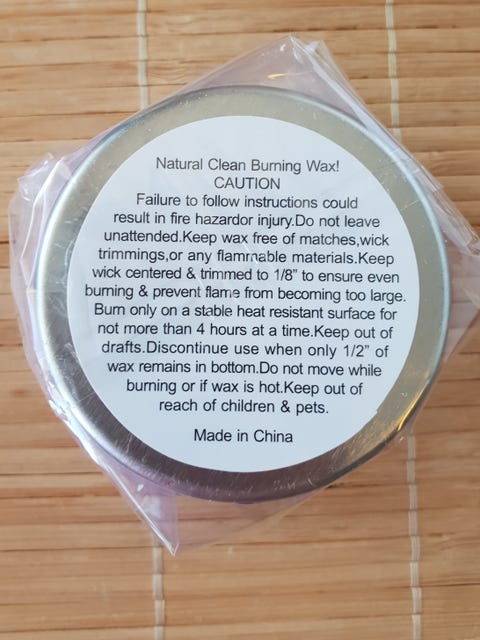 Natural Clean Burning Wax!
CAUTION
Failure to follow instructions could
result in fire hazardor injury.Do not leave
unattended.Keep wax free of matches,wick
trimmings,or any flammable materials.Keep
wick centered & trimmed to 1/8” to ensure even
burning & prevent flame from becoming too large.
Burn only on a stable heat resistant surface for
not more than 4 hours at a time.Keep out of
drafts.Discontinue use when only 1/2” of
wax remains in bottom.Do not move while
burning or if wax is hot.Keep out of
reach of children & pets.
Made in China